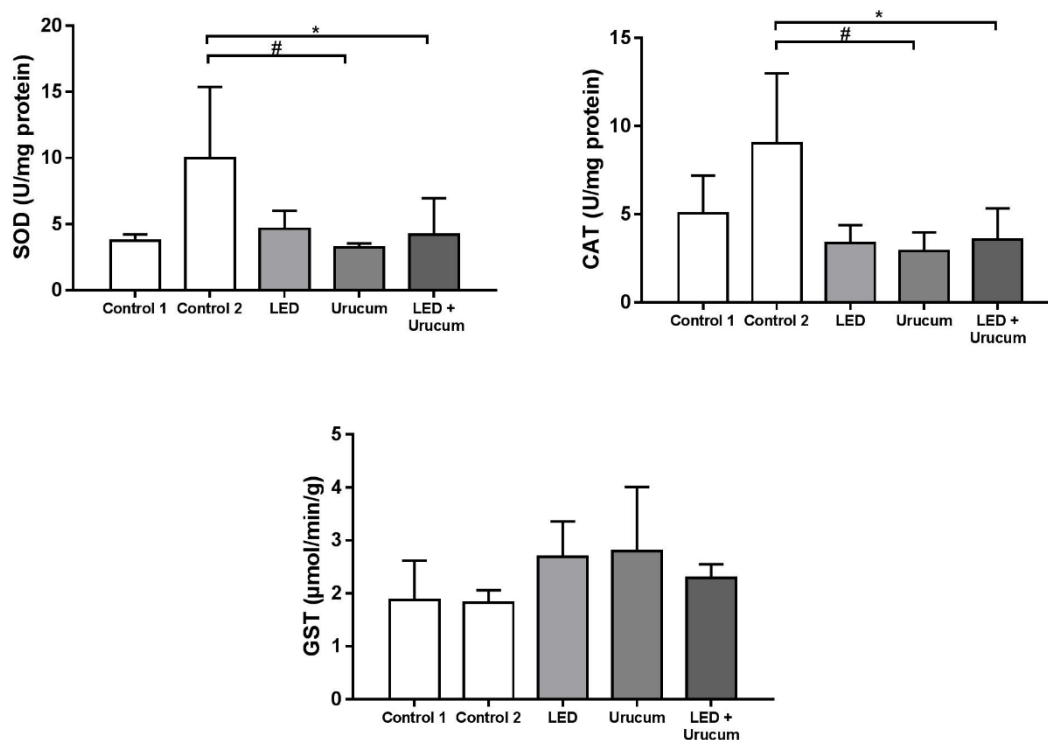 SOD (U/mg protein)
20
15
10
5
0
*
#
Control 1
Control 2
LED
Urucum
LED +
Urucum
CAT (U/mg protein)
15
10
5
0
*
#
Control 1
Control 2
LED
Urucum
LED +
Urucum
GST (µmol/min/g)
5
4
3
2
1
0
Control 1
Control 2
LED
Urucum
LED +
Urucum